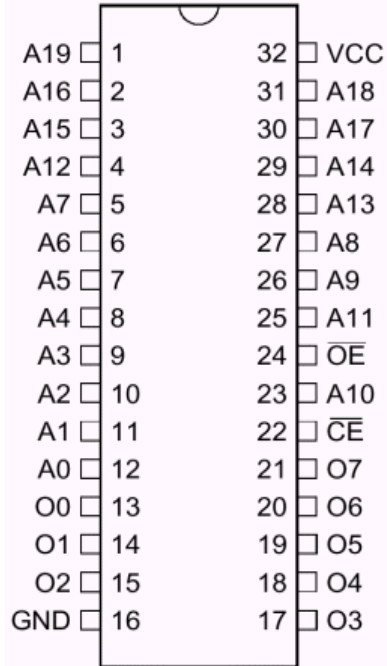 A19 1 32 VCC
A16 2 31 A18
A15 3 30 A17
A12 4 29 A14
A7 5 28 A13
A6 6 27 A8
A5 7 26 A9
A4 8 25 A11
A3 9 24 O̅E̅
A2 10 23 A10
A1 11 22 C̅E̅
A0 12 21 O7
O0 13 20 O6
O1 14 19 O5
O2 15 18 O4
GND 16 17 O3